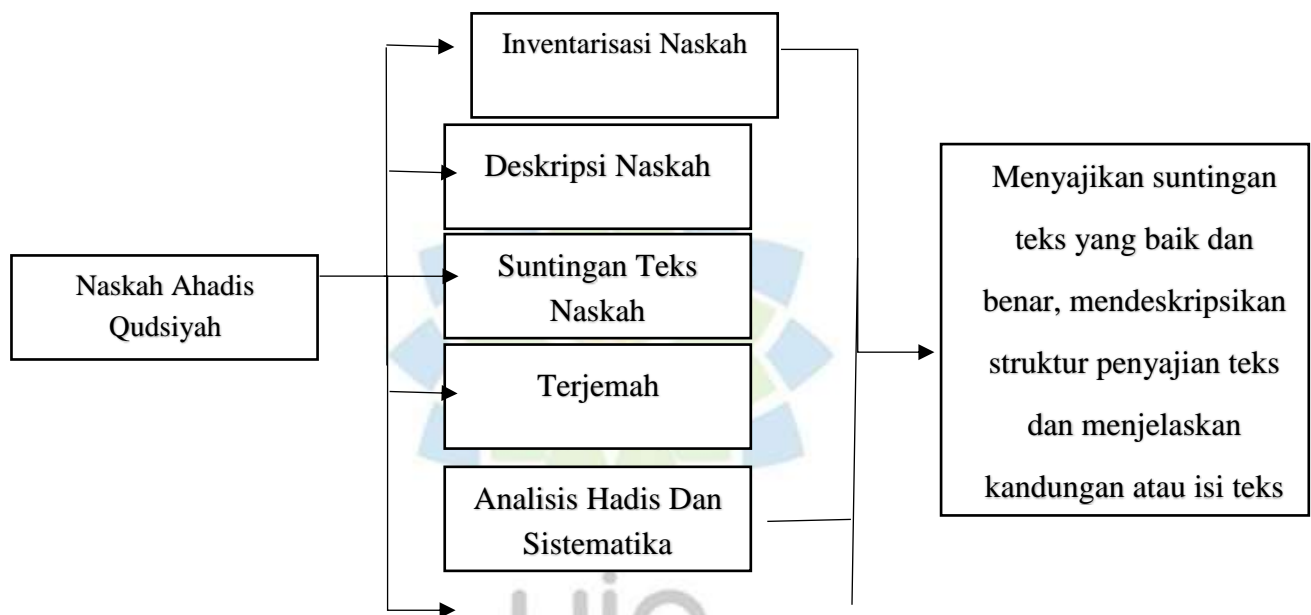 Inventarisasi Naskah
Deskripsi Naskah
Suntingan Teks
Naskah
Terjemah
Analisis Hadis Dan
Sistematika
Naskah Ahadis
Qudsiyah
Menyajikan suntingan
teks yang baik dan
benar, mendeskripsikan
struktur penyajian teks
dan menjelaskan
kandungan atau isi teks